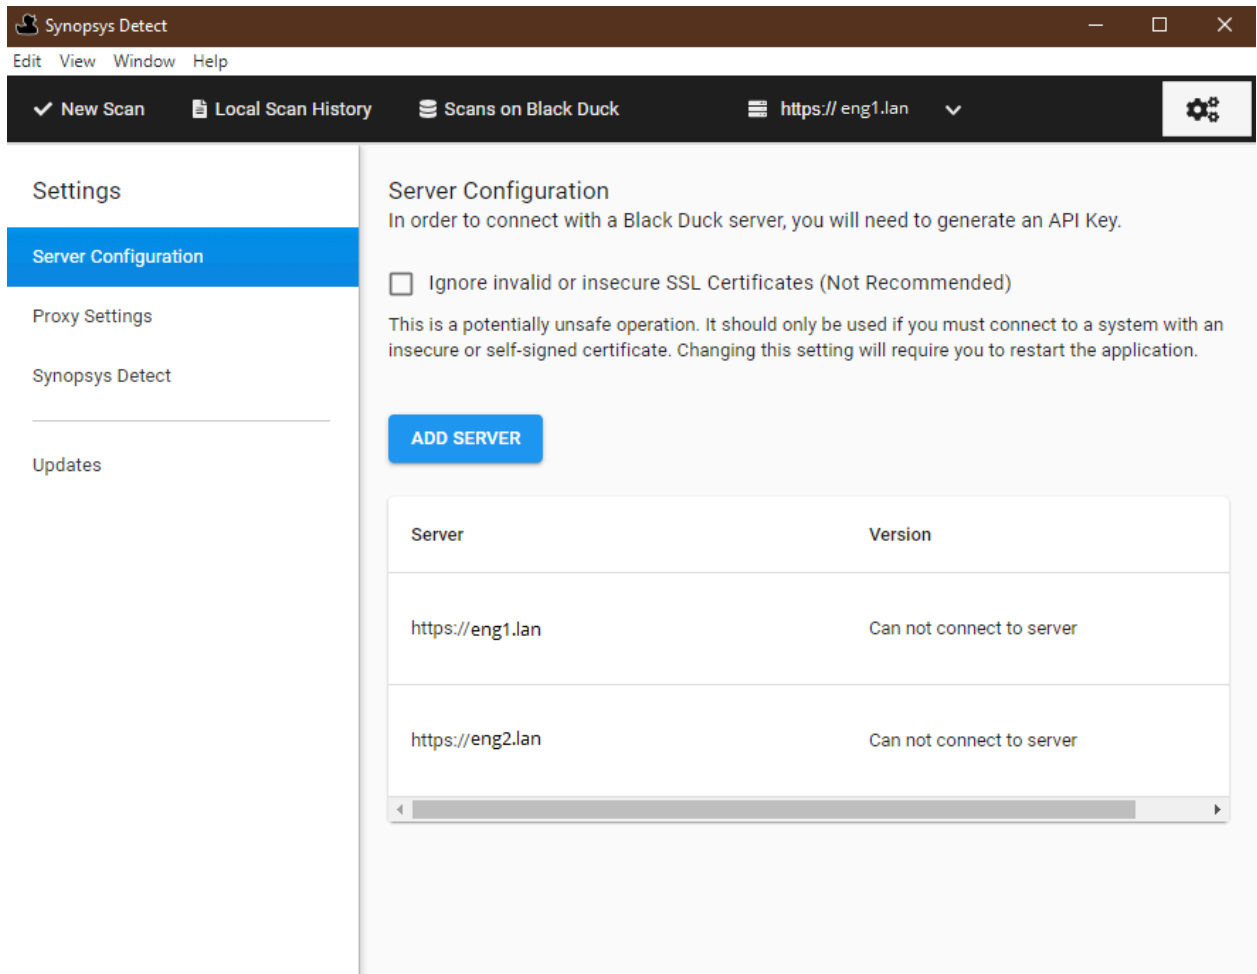 Synopsys Detect
Edit View Window Help
New Scan Local Scan History Scans on Black Duck https:// eng1.lan
Settings
Server Configuration
Proxy Settings
Synopsys Detect
Updates
Server Configuration
In order to connect with a Black Duck server, you will need to generate an API Key.
Ignore invalid or insecure SSL Certificates (Not Recommended)
This is a potentially unsafe operation. It should only be used if you must connect to a system with an
insecure or self-signed certificate. Changing this setting will require you to restart the application.
ADD SERVER
Server Version
https://eng1.lan Can not connect to server
https://eng2.lan Can not connect to server